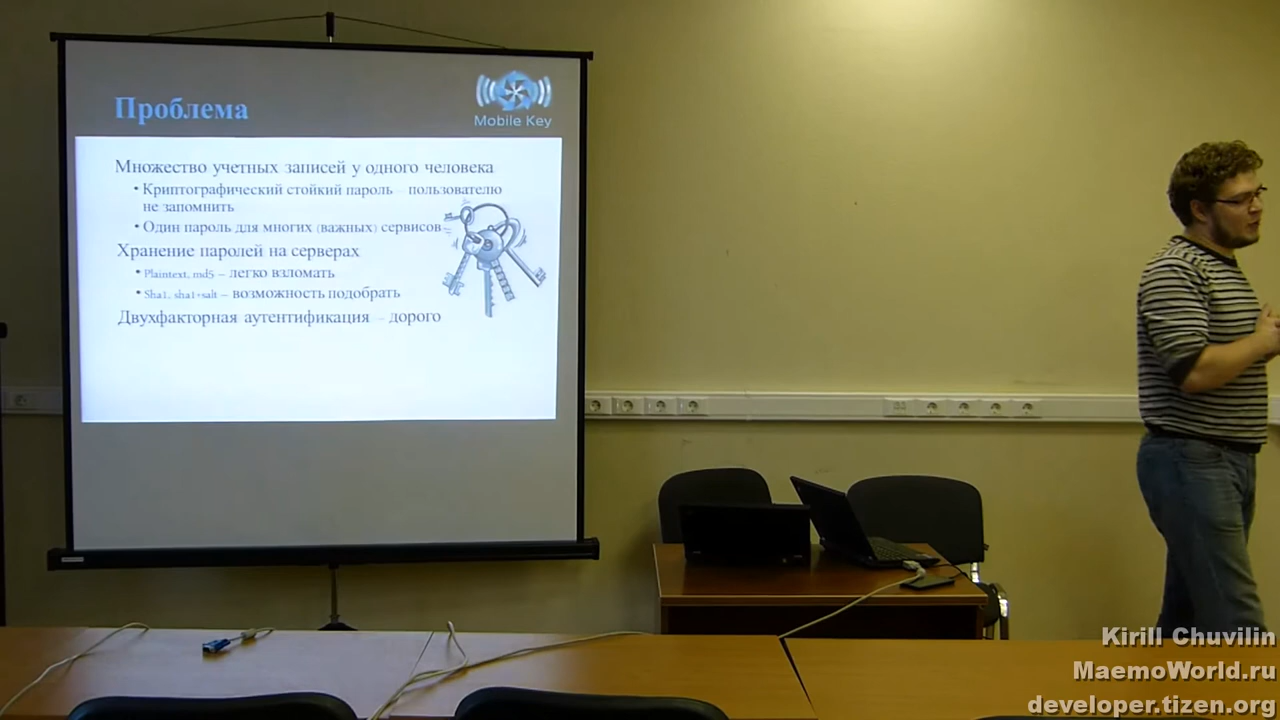 Проблема
Mobile Key
Множество учетных записей у одного человека
• Криптографический стойкий пароль – пользователю
не запомнить
• Один пароль для многих (важных) сервисов
Хранение паролей на серверах
• Plaintext, md5 – легко взломать
• Sha1, sha1+salt – возможность подобрать
Двухфакторная аутентификация – дорого
Kirill Chuvilin
MaemoWorld.ru
developer.tizen.org